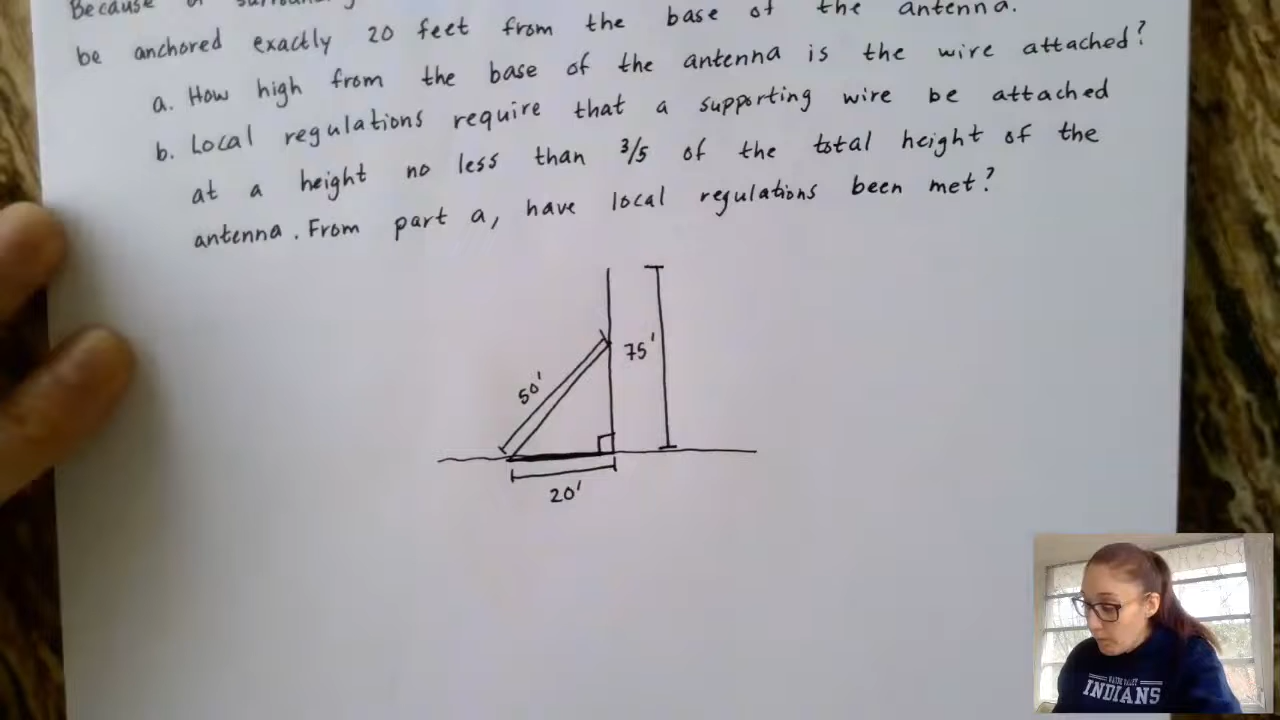 Because
be anchored exactly 20 feet from the base of the antenna.
a. How high from the base of the antenna is the wire attached?
b. Local regulations require that a supporting wire be attached
at a height no less than 3/5 of the total height of the
antenna. From part a, have local regulations been met?
75'
50'
20'
INDIANS